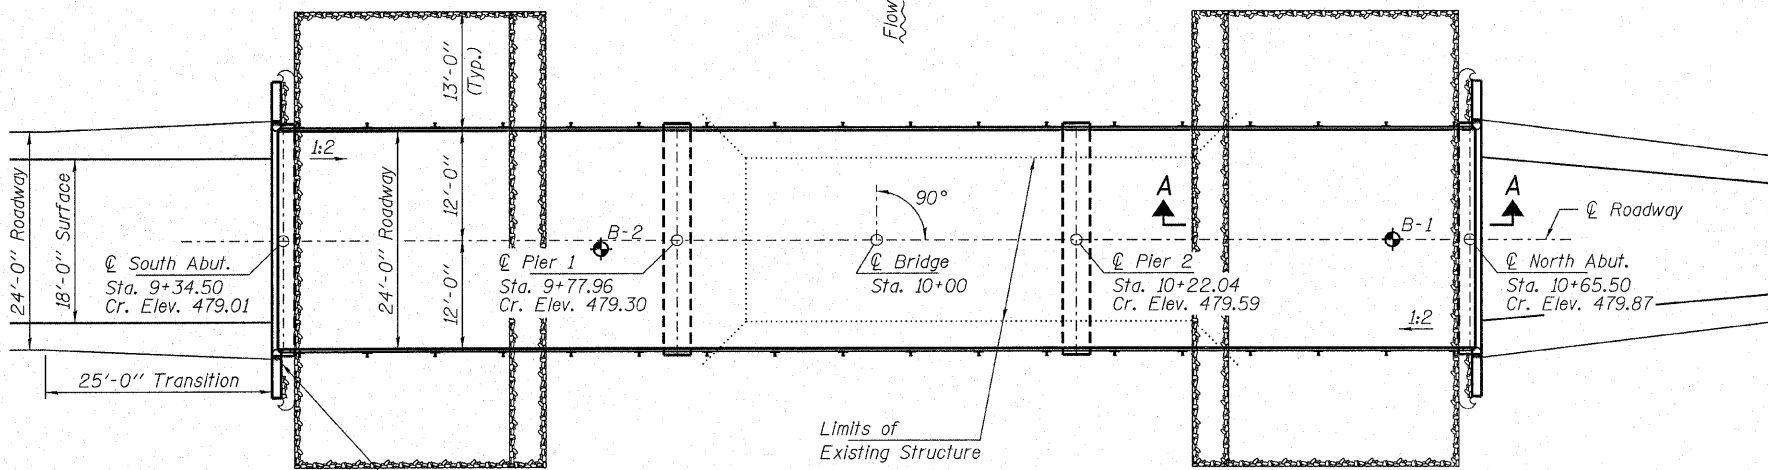 Flow
13'-0"
(Typ.)
1:2
24'-0" Roadway
18'-0" Surface
24'-0" Roadway
12'-0"
12'-0"
90°
A
A
B-2
B-1
℄ Roadway
℄ South Abut.
Sta. 9+34.50
Cr. Elev. 479.01
℄ Pier 1
Sta. 9+77.96
Cr. Elev. 479.30
℄ Bridge
Sta. 10+00
℄ Pier 2
Sta. 10+22.04
Cr. Elev. 479.59
℄ North Abut.
Sta. 10+65.50
Cr. Elev. 479.87
1:2
25'-0" Transition
Limits of
Existing Structure